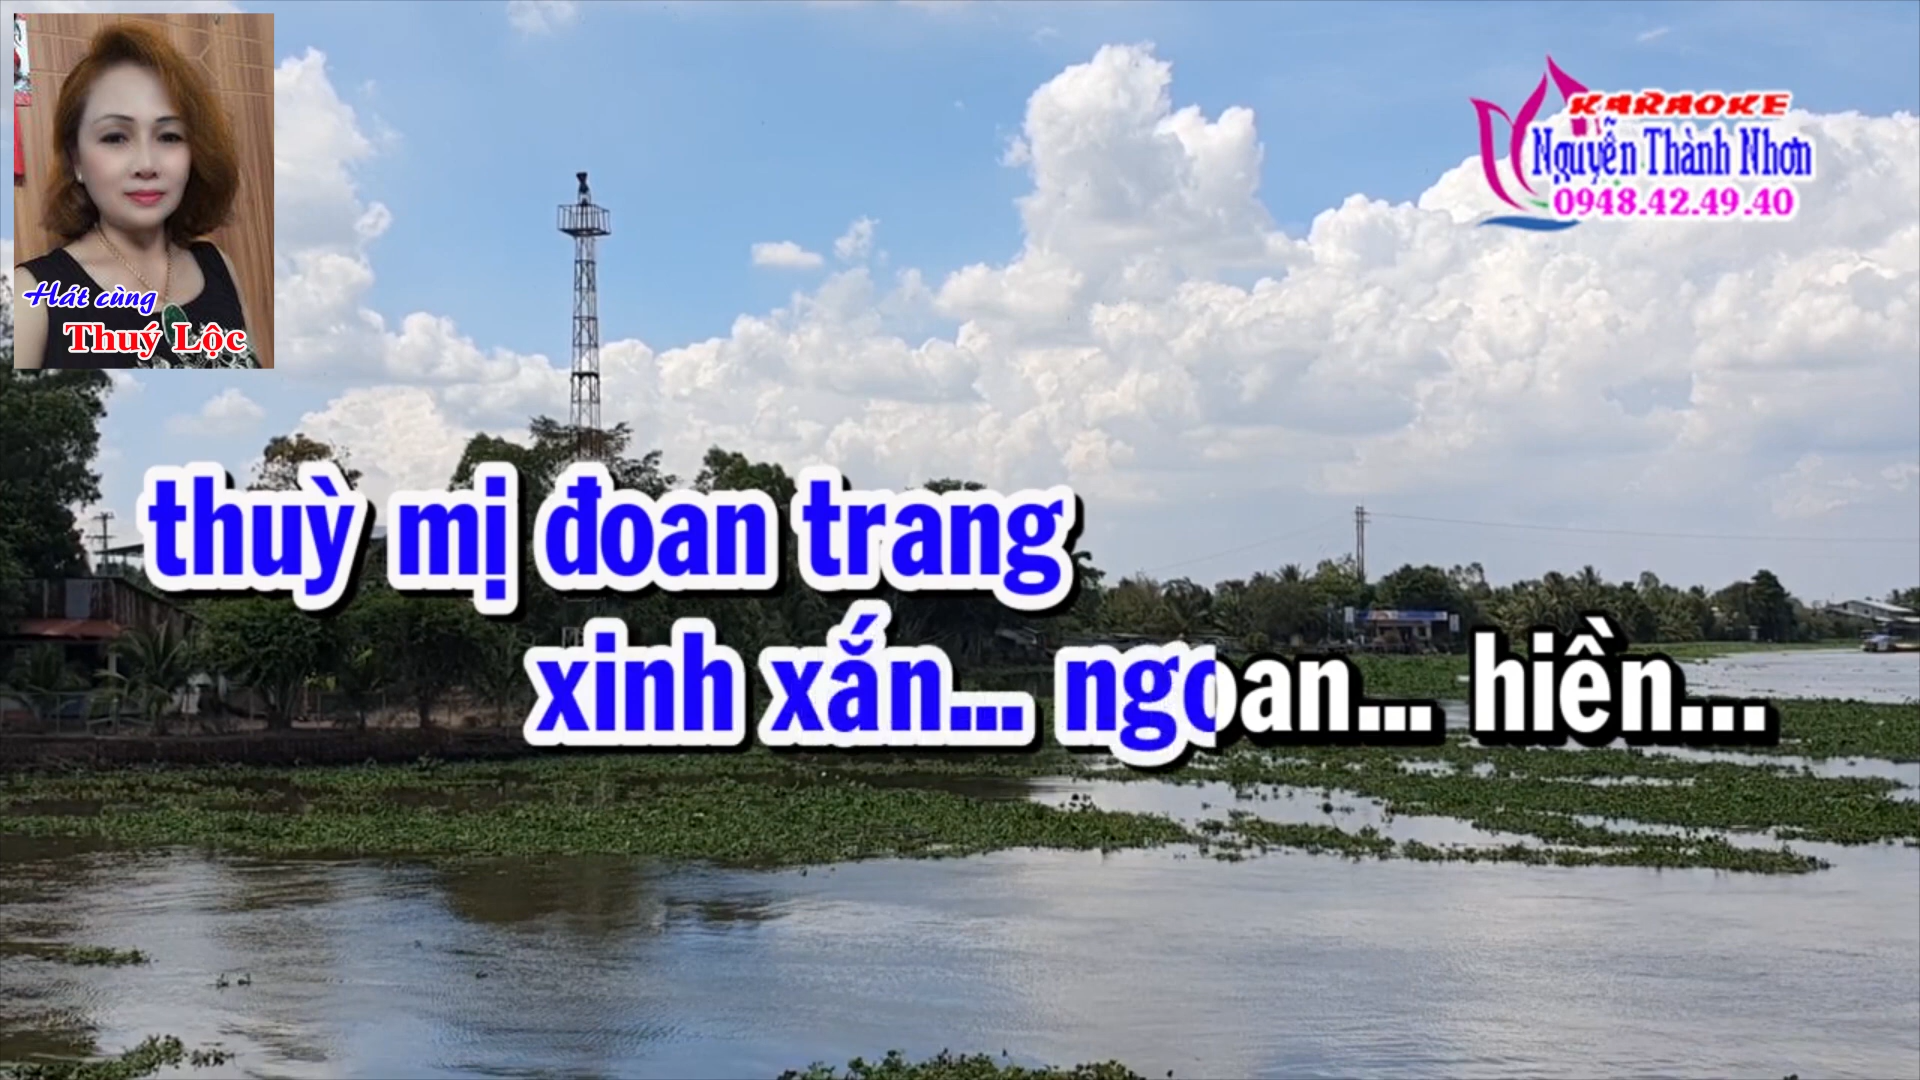 KARAOKE
Nguyễn Thành Nhơn
0948.42.49.40
Hát cùng
Thuý Lộc
thuỳ mị đoan trang
xinh xắn... ngoan... hiền...